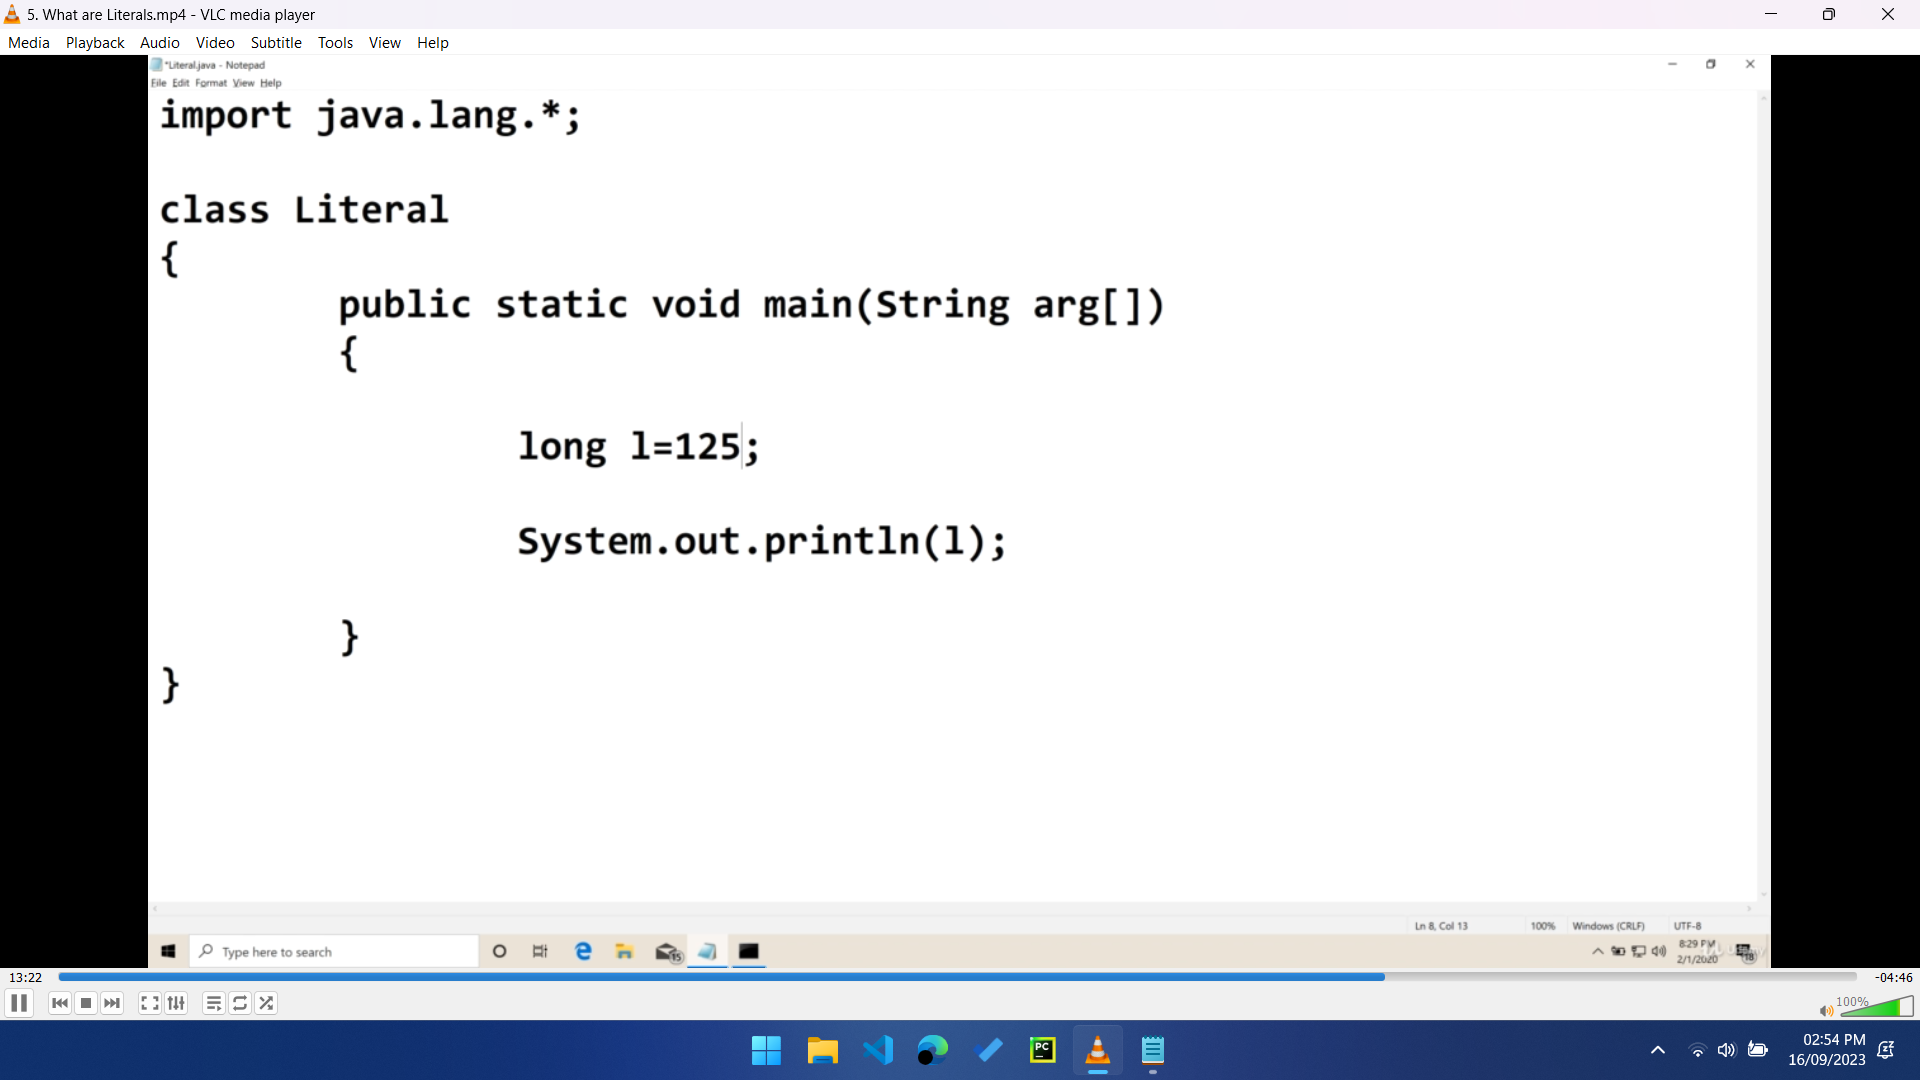 5. What are Literals.mp4 - VLC media player
Media Playback Audio Video Subtitle Tools View Help
*Literal.java - Notepad
File Edit Format View Help
import java.lang.*;
class Literal
{
public static void main(String arg[])
{
long l=125;
System.out.println(l);
}
}
Ln 8, Col 13 100% Windows (CRLF) UTF-8
Type here to search
15
8:29 PM
2/1/2020
18
13:22
-04:46
100%
PC
02:54 PM
16/09/2023